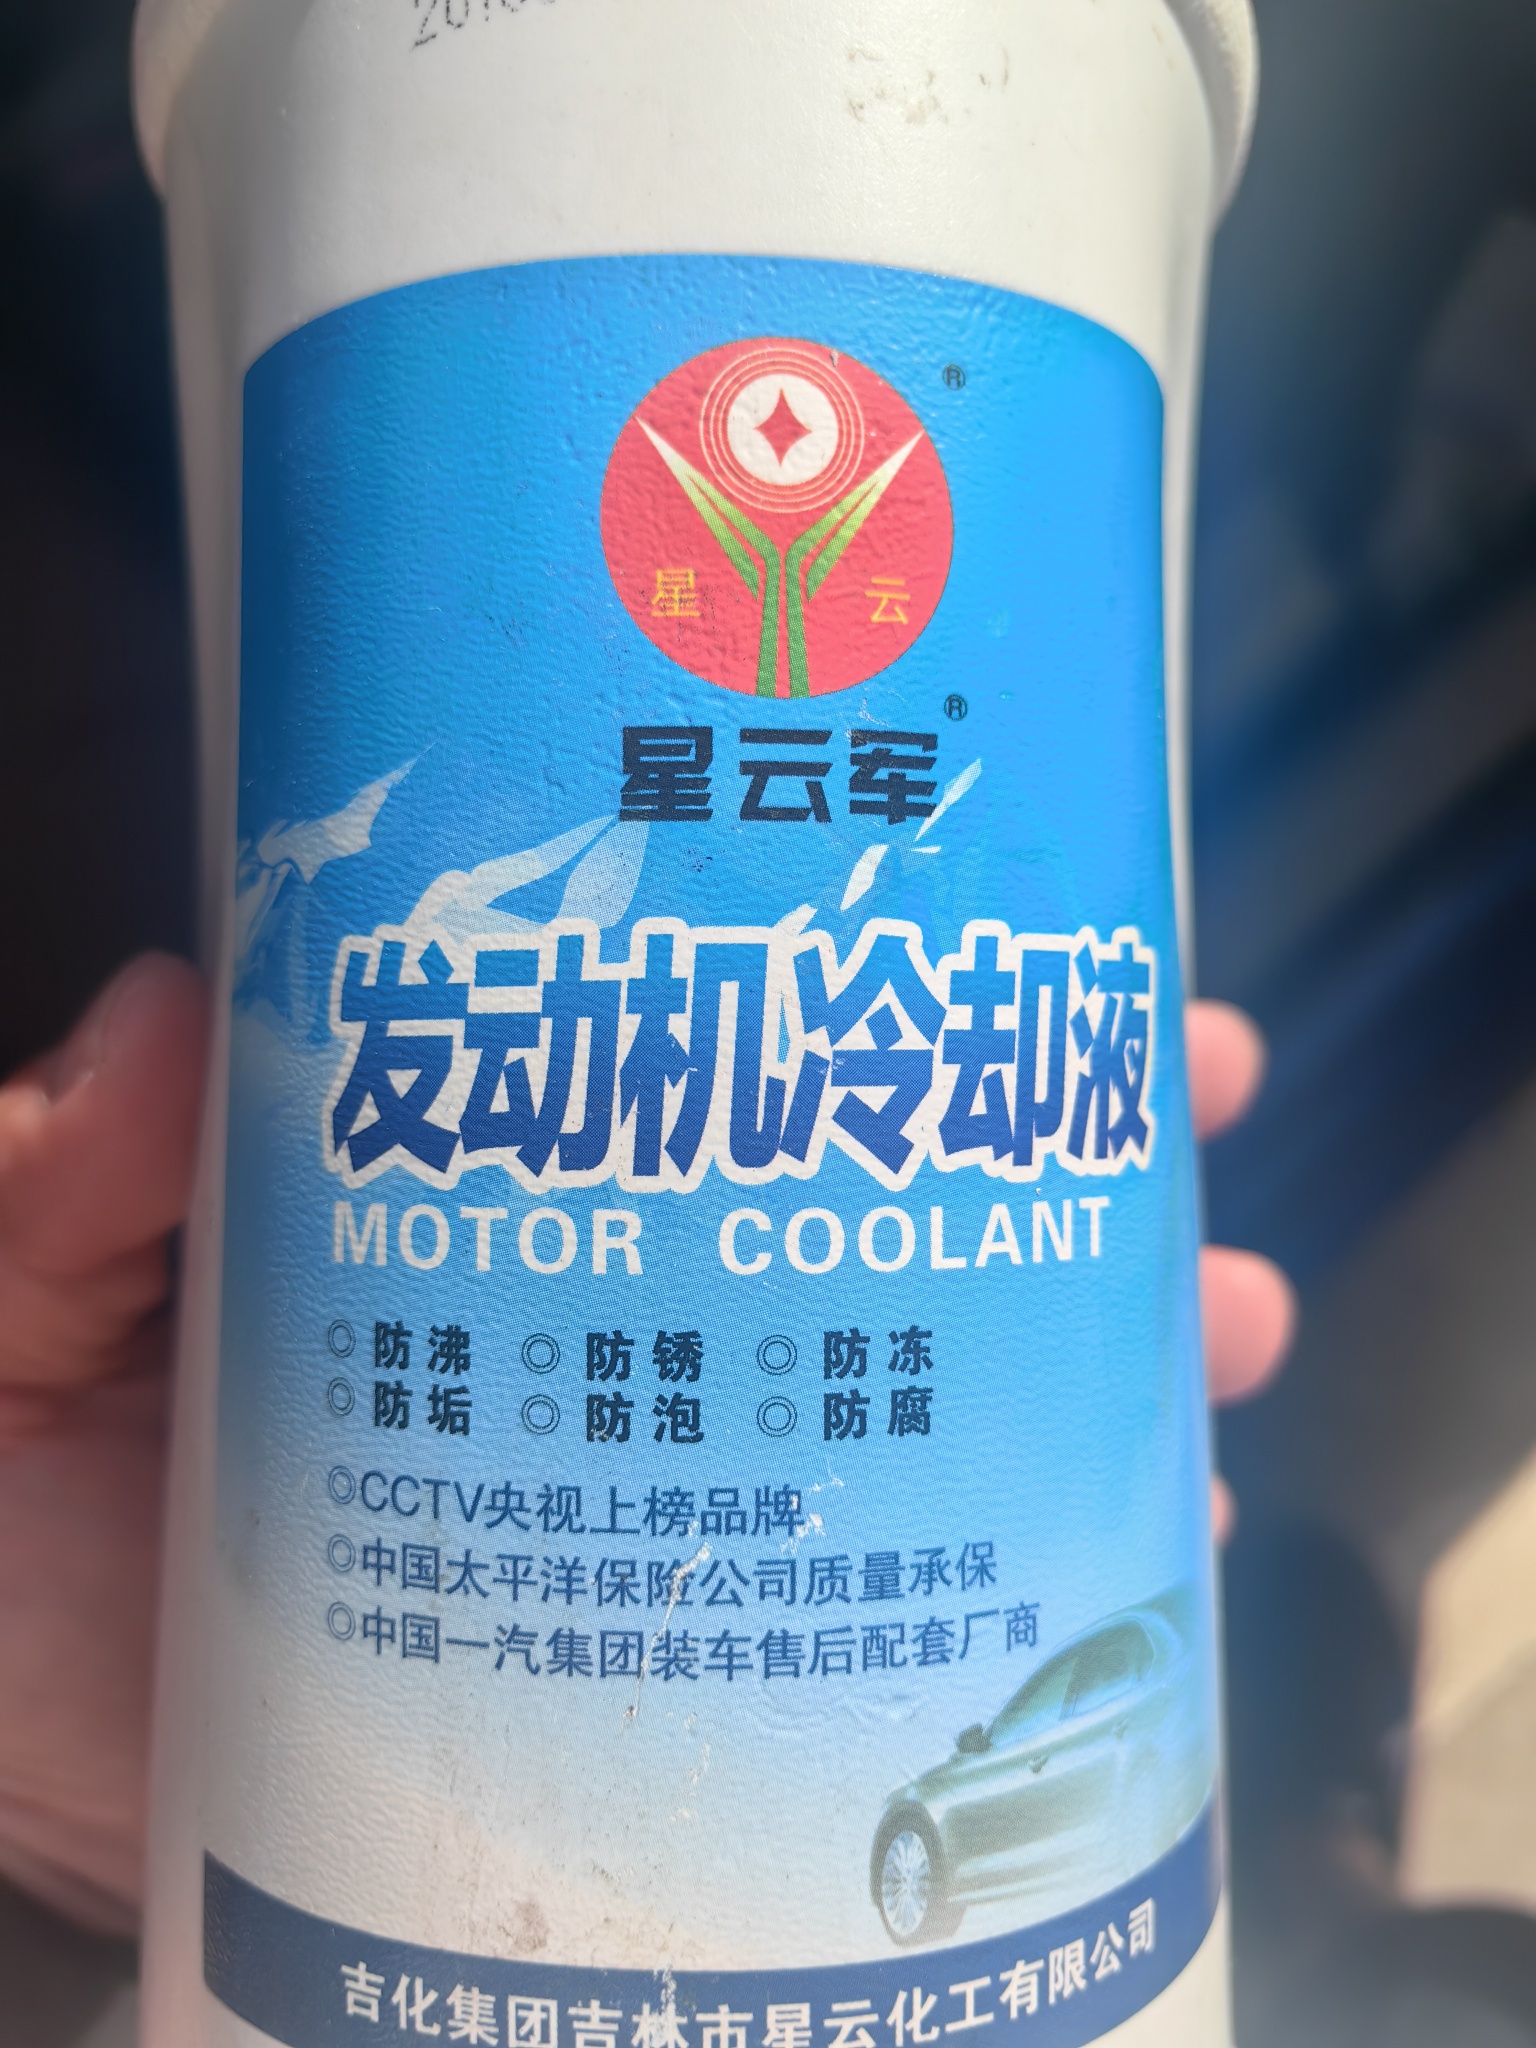 ®
星 云
星云军®
发动机冷却液
MOTOR COOLANT
◎防沸 ◎防锈 ◎防冻
◎防垢 ◎防泡 ◎防腐
◎CCTV央视上榜品牌
◎中国太平洋保险公司质量承保
◎中国一汽集团装车售后配套厂商
吉化集团吉林市星云化工有限公司